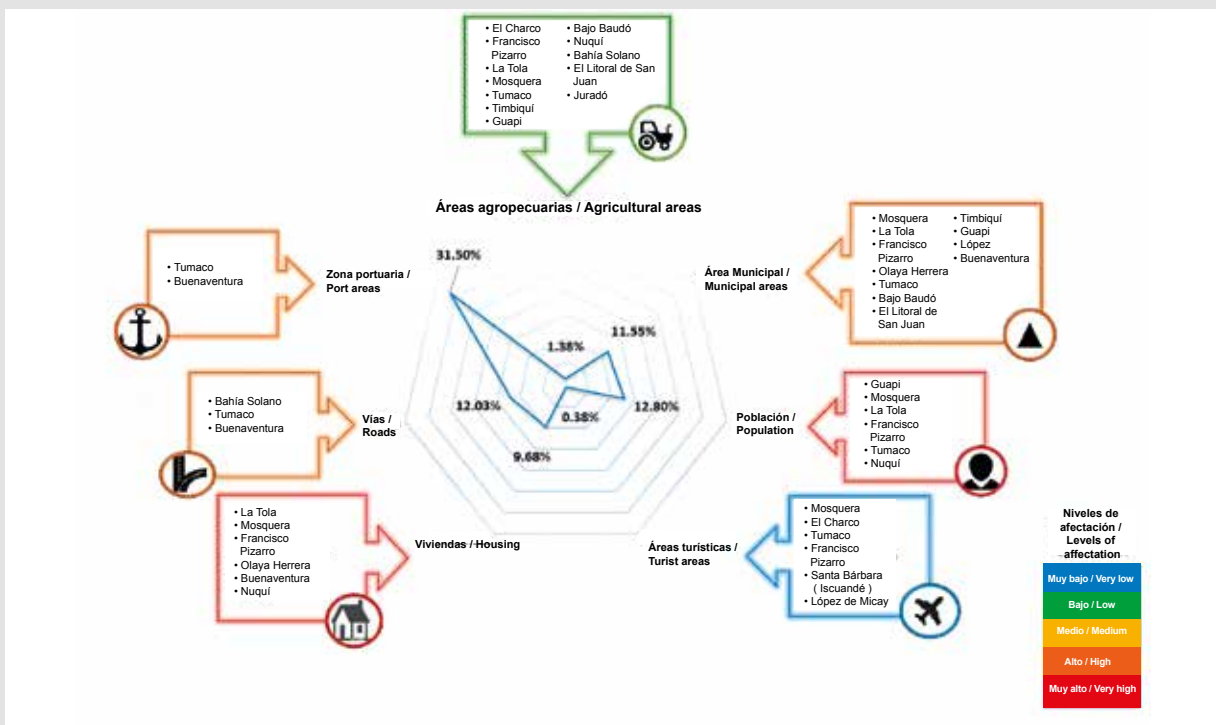 • El Charco
• Francisco
Pizarro
• La Tola
• Mosquera
• Tumaco
• Timbiquí
• Guapi
• Bajo Baudó
• Nuquí
• Bahía Solano
• El Litoral de San
Juan
• Juradó
Áreas agropecuarias / Agricultural areas
• Tumaco
• Buenaventura
Zona portuaria /
Port areas
31.50%
1.38%
11.55%
12.03%
0.38%
12.80%
9.68%
Área Municipal /
Municipal areas
• Mosquera
• La Tola
• Francisco
Pizarro
• Olaya Herrera
• Tumaco
• Bajo Baudó
• El Litoral de
San Juan
• Timbiquí
• Guapi
• López
• Buenaventura
• Bahía Solano
• Tumaco
• Buenaventura
Vías /
Roads
Población /
Population
• Guapi
• Mosquera
• La Tola
• Francisco
Pizarro
• Tumaco
• Nuquí
• La Tola
• Mosquera
• Francisco
Pizarro
• Olaya Herrera
• Buenaventura
• Nuquí
Viviendas / Housing
Áreas turísticas /
Turist areas
• Mosquera
• El Charco
• Tumaco
• Francisco
Pizarro
• Santa Bárbara
( Iscuandé )
• López de Micay
Niveles de
afectación /
Levels of
affectation
Muy bajo / Very low
Bajo / Low
Medio / Medium
Alto / High
Muy alto / Very high